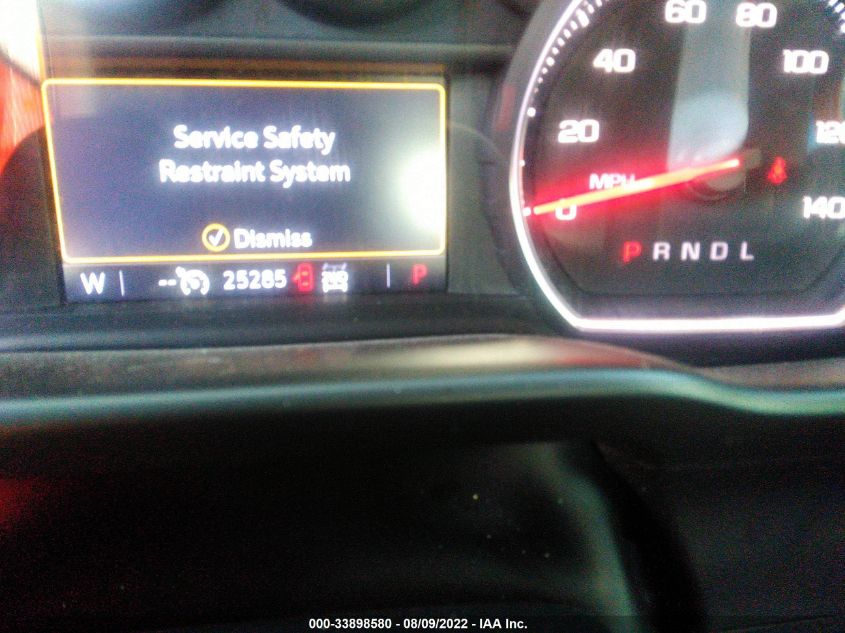 60 80
40 100
20 120
MPH
0 140
P R N D L
Service Safety
Restraint System
Dismiss
W -- 25285 P
000-33898580 - 08/09/2022 - IAA Inc.